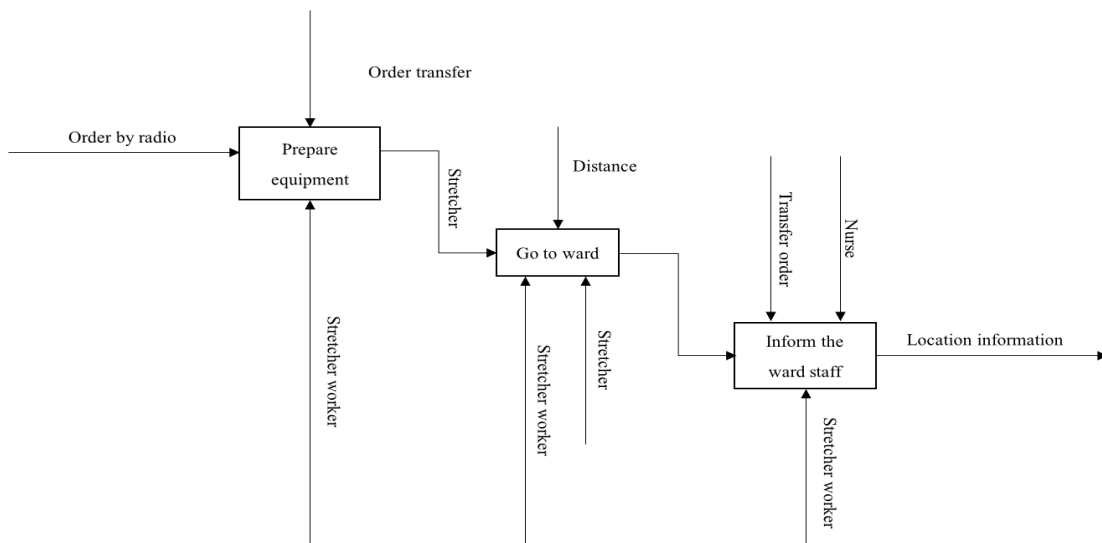 Order transfer
Order by radio
Prepare
equipment
Stretcher
Distance
Go to ward
Transfer order
Nurse
Stretcher worker
Stretcher worker
Stretcher
Inform the
ward staff
Location information
Stretcher worker